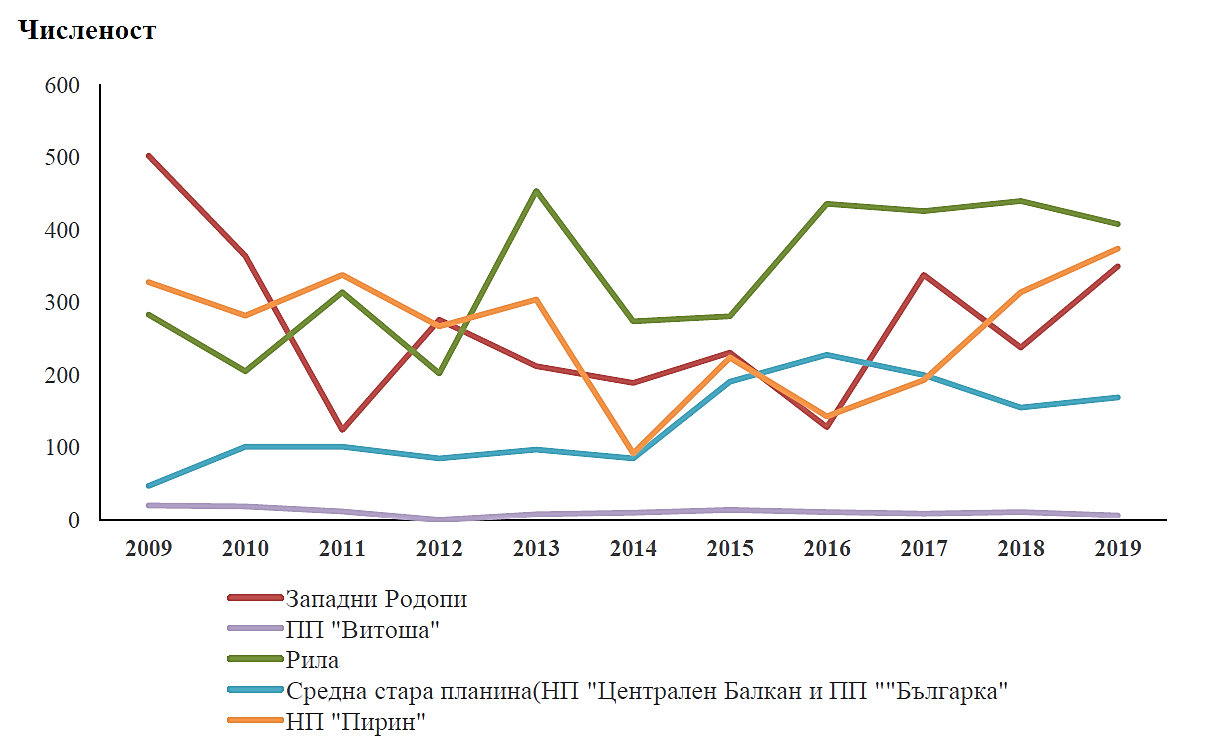 Численост
600
500
400
300
200
100
0
2009 2010 2011 2012 2013 2014 2015 2016 2017 2018 2019
Западни Родопи
ПП "Витоша"
Рила
Средна стара планина(НП "Централен Балкан и ПП ""Българка"
НП "Пирин"